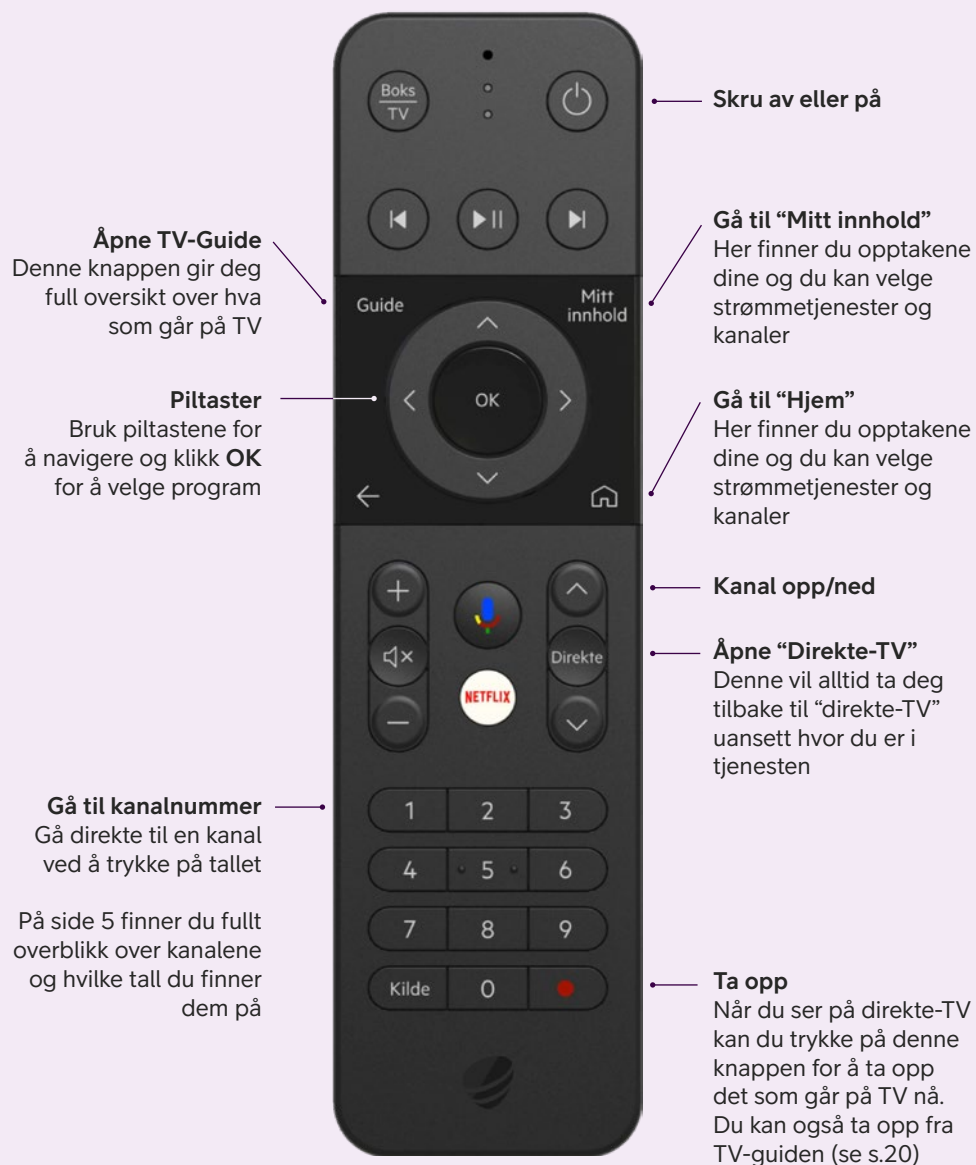 Boks
TV
Skru av eller på
Åpne TV-Guide
Denne knappen gir deg
full oversikt over hva
som går på TV
Gå til “Mitt innhold”
Her finner du opptakene
dine og du kan velge
strømmetjenester og
kanaler
Guide
Mitt
innhold
Piltaster
Bruk piltastene for
å navigere og klikk OK
for å velge program
OK
Gå til “Hjem”
Her finner du opptakene
dine og du kan velge
strømmetjenester og
kanaler
Kanal opp/ned
Direkte
NETFLIX
Åpne “Direkte-TV”
Denne vil alltid ta deg
tilbake til “direkte-TV”
uansett hvor du er i
tjenesten
Gå til kanalnummer
Gå direkte til en kanal
ved å trykke på tallet
På side 5 finner du fullt
overblikk over kanalene
og hvilke tall du finner
dem på
1 2 3
4 5 6
7 8 9
Kilde 0
Ta opp
Når du ser på direkte-TV
kan du trykke på denne
knappen for å ta opp
det som går på TV nå.
Du kan også ta opp fra
TV-guiden (se s.20)